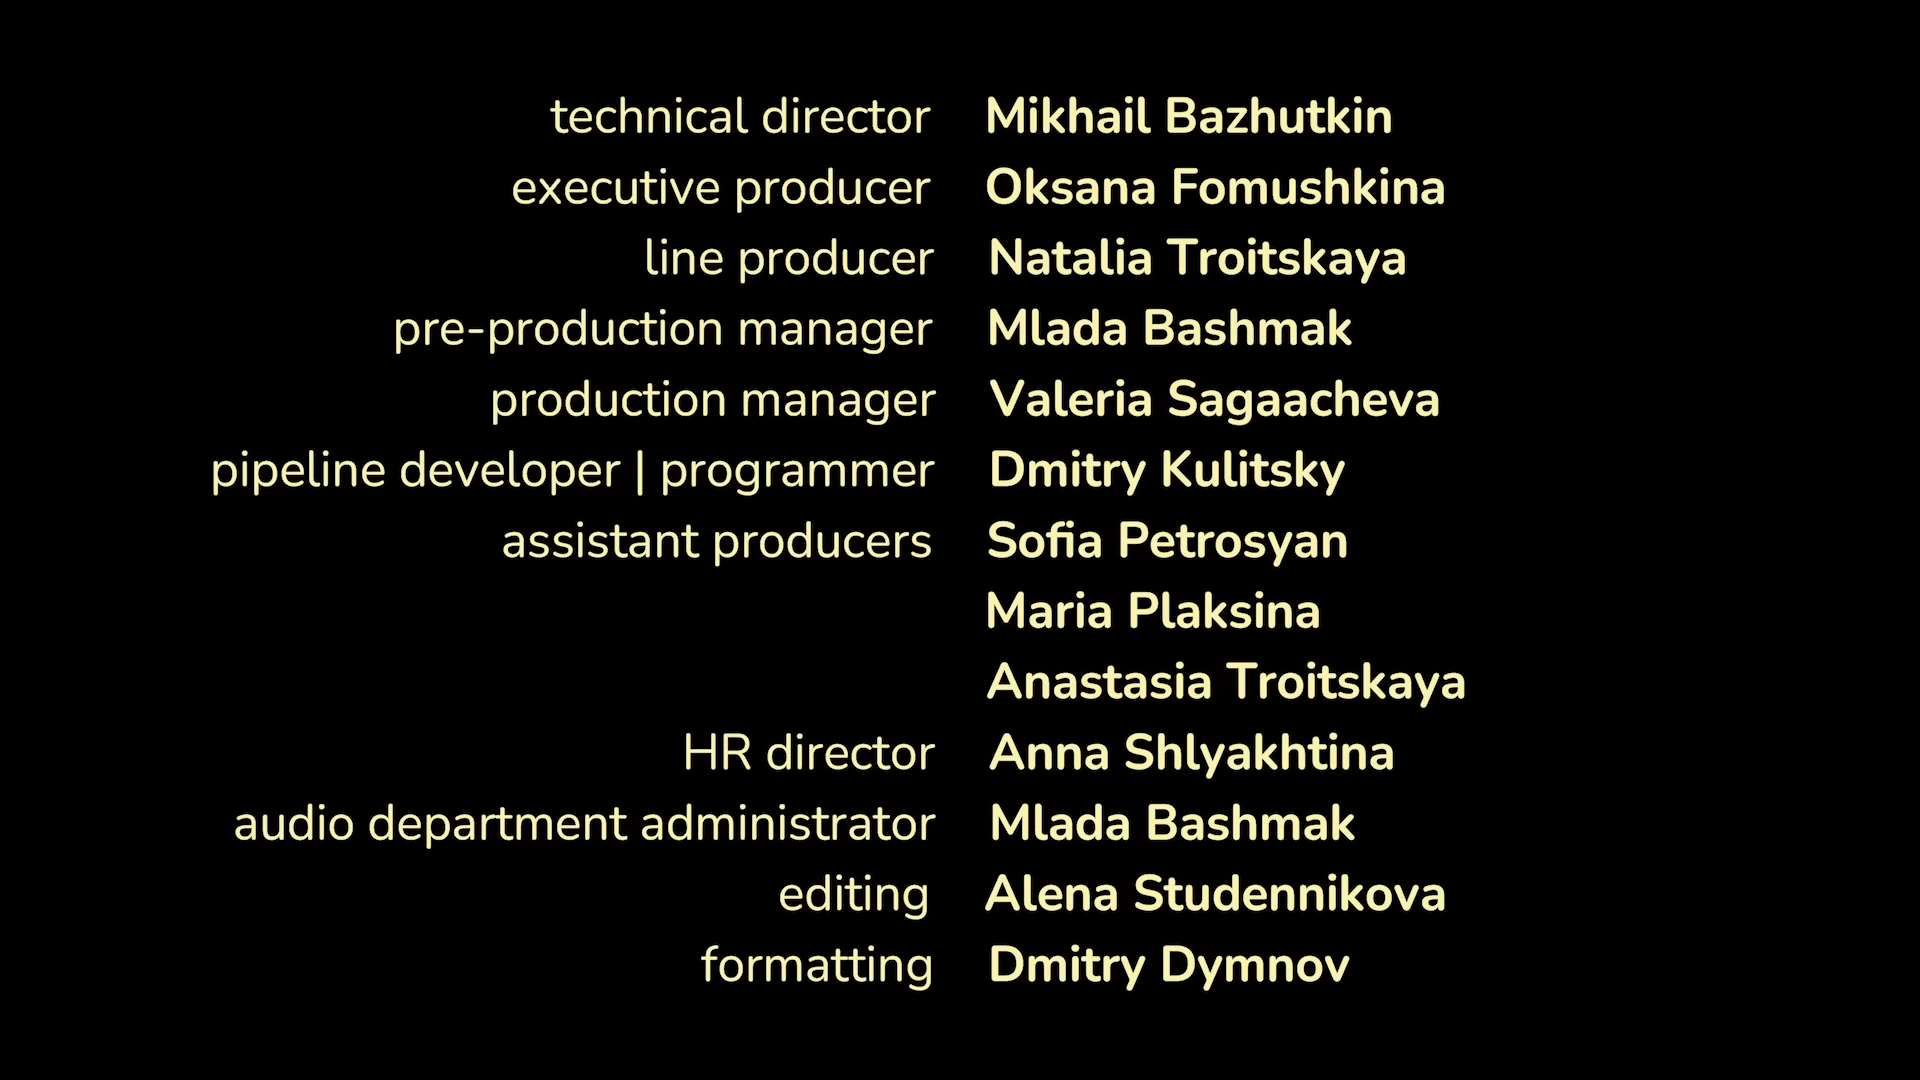 technical director Mikhail Bazhutkin
executive producer Oksana Fomushkina
line producer Natalia Troitskaya
pre-production manager Mlada Bashmak
production manager Valeria Sagaacheva
pipeline developer | programmer Dmitry Kulitsky
assistant producers Sofia Petrosyan
Maria Plaksina
Anastasia Troitskaya
HR director Anna Shlyakhtina
audio department administrator Mlada Bashmak
editing Alena Studennikova
formatting Dmitry Dymnov